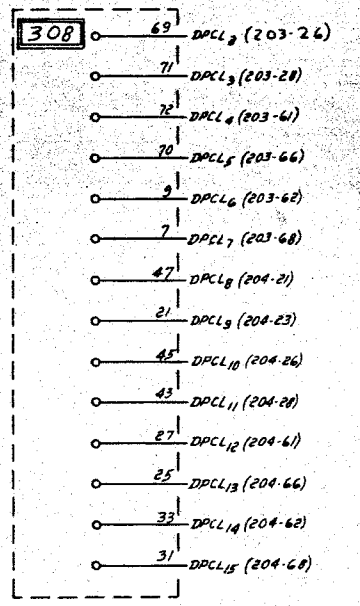 308
69 DPCL2 (203-26)
71 DPCL3 (203-28)
72 DPCL4 (203-61)
70 DPCL5 (203-66)
9 DPCL6 (203-62)
7 DPCL7 (203-68)
47 DPCL8 (204-21)
21 DPCL9 (204-23)
45 DPCL10 (204-26)
43 DPCL11 (204-28)
27 DPCL12 (204-61)
25 DPCL13 (204-66)
33 DPCL14 (204-62)
31 DPCL15 (204-68)